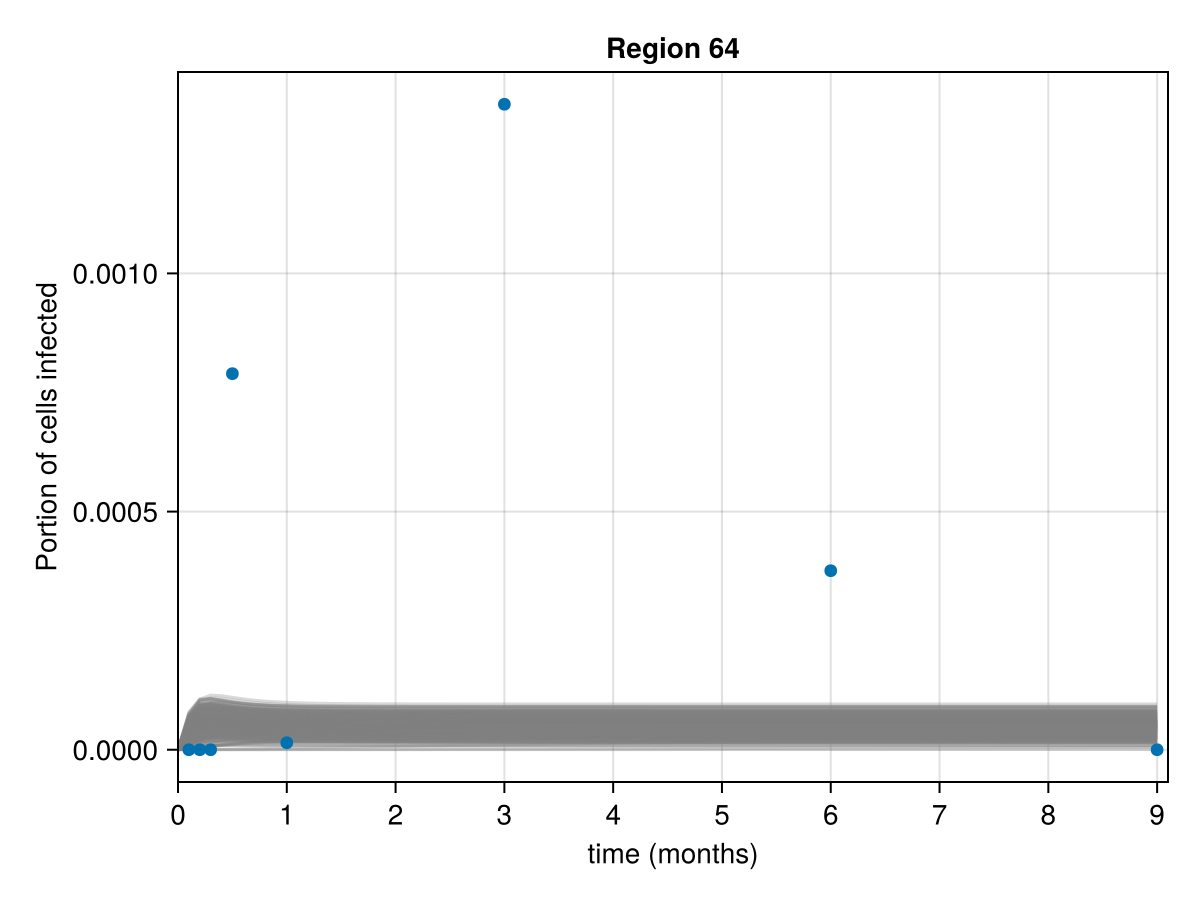 Region 64
Portion of cells infected
0.0010
0.0005
0.0000
0 1 2 3 4 5 6 7 8 9
time (months)